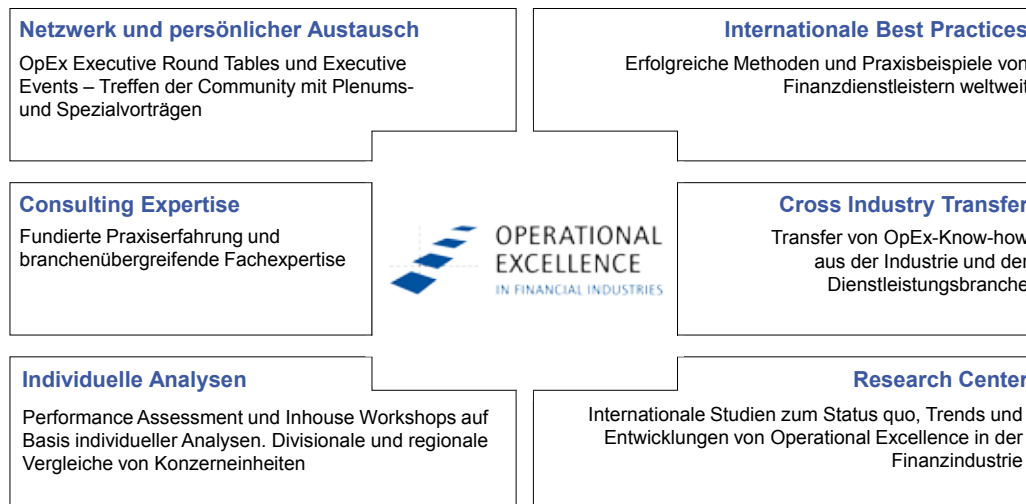 Netzwerk und persönlicher Austausch
OpEx Executive Round Tables und Executive
Events – Treffen der Community mit Plenums-
und Spezialvorträgen
Internationale Best Practices
Erfolgreiche Methoden und Praxisbeispiele von
Finanzdienstleistern weltweit
Consulting Expertise
Fundierte Praxiserfahrung und
branchenübergreifende Fachexpertise
OPERATIONAL
EXCELLENCE
IN FINANCIAL INDUSTRIES
Cross Industry Transfer
Transfer von OpEx-Know-how
aus der Industrie und der
Dienstleistungsbranche
Individuelle Analysen
Performance Assessment und Inhouse Workshops auf
Basis individueller Analysen. Divisionale und regionale
Vergleiche von Konzerneinheiten
Research Center
Internationale Studien zum Status quo, Trends und
Entwicklungen von Operational Excellence in der
Finanzindustrie